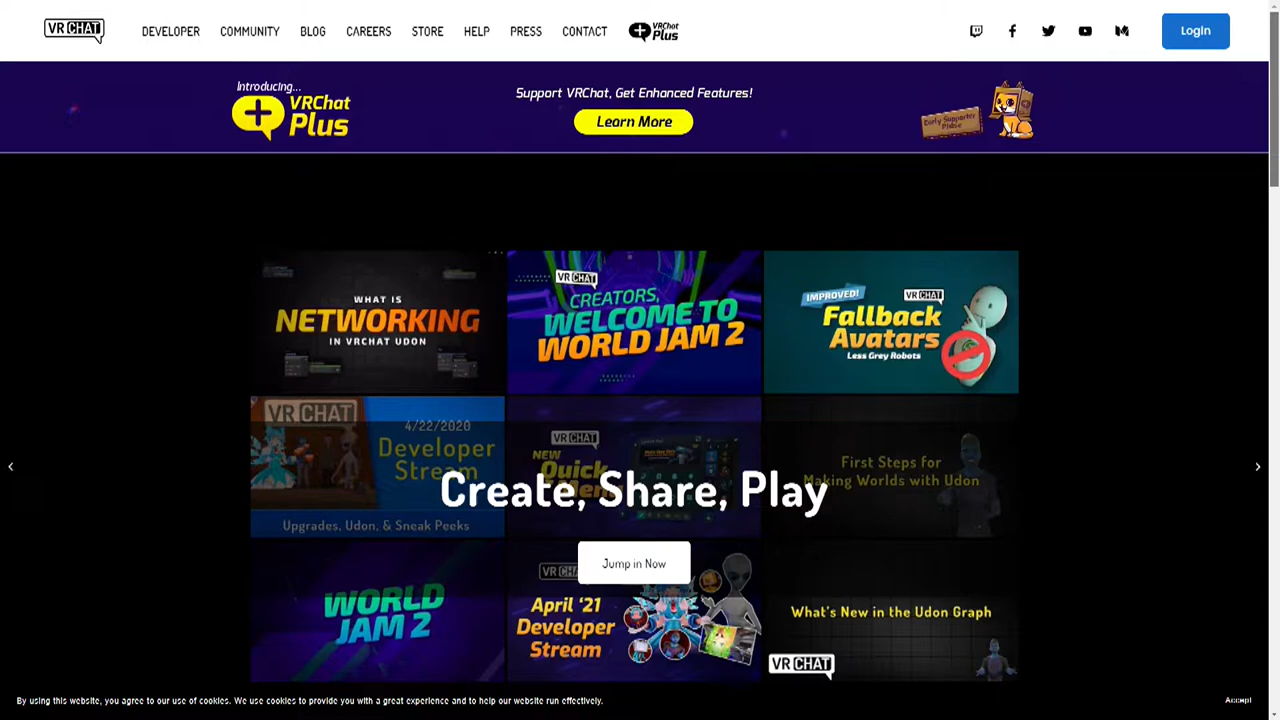 VRCHAT
DEVELOPER COMMUNITY BLOG CAREERS STORE HELP PRESS CONTACT VRChat Plus
Login
Introducing...
VRChat
Plus
Support VRChat, Get Enhanced Features!
Learn More
Early Supporter
WHAT IS
NETWORKING
IN VRCHAT UDON
VRCHAT
CREATORS,
WELCOME TO
WORLD JAM 2
IMPROVED!
VRCHAT
Fallback
Avatars
Less Grey Robots
VRCHAT
4/22/2020
Developer
Stream
Upgrades, Udon, & Sneak Peeks
VRCHAT
NEW
Quick
Menu
First Steps for
Making Worlds with Udon
Create, Share, Play
Jump in Now
WORLD
JAM 2
VRCHAT
April '21
Developer
Stream
What's New in the Udon Graph
VRCHAT
By using this website, you agree to our use of cookies. We use cookies to provide you with a great experience and to help our website run effectively.
Accept